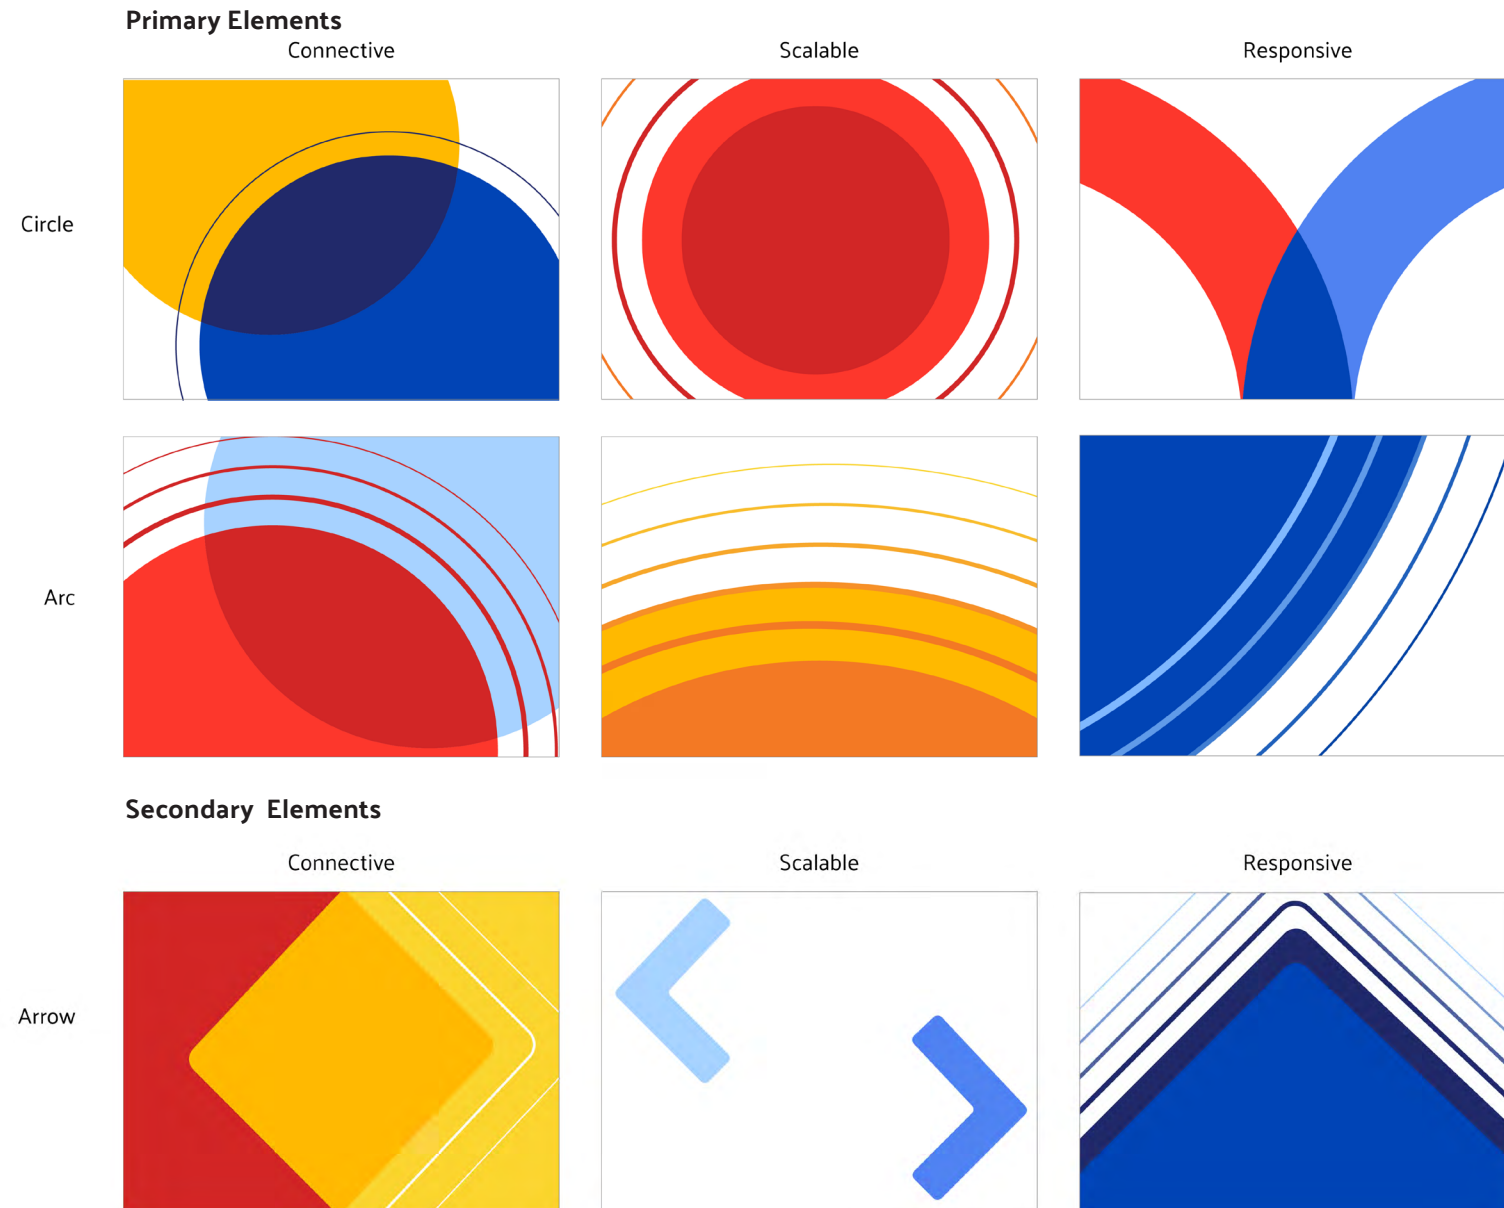 Primary Elements
Connective
Scalable
Responsive
Circle
Arc
Secondary Elements
Connective
Scalable
Responsive
Arrow